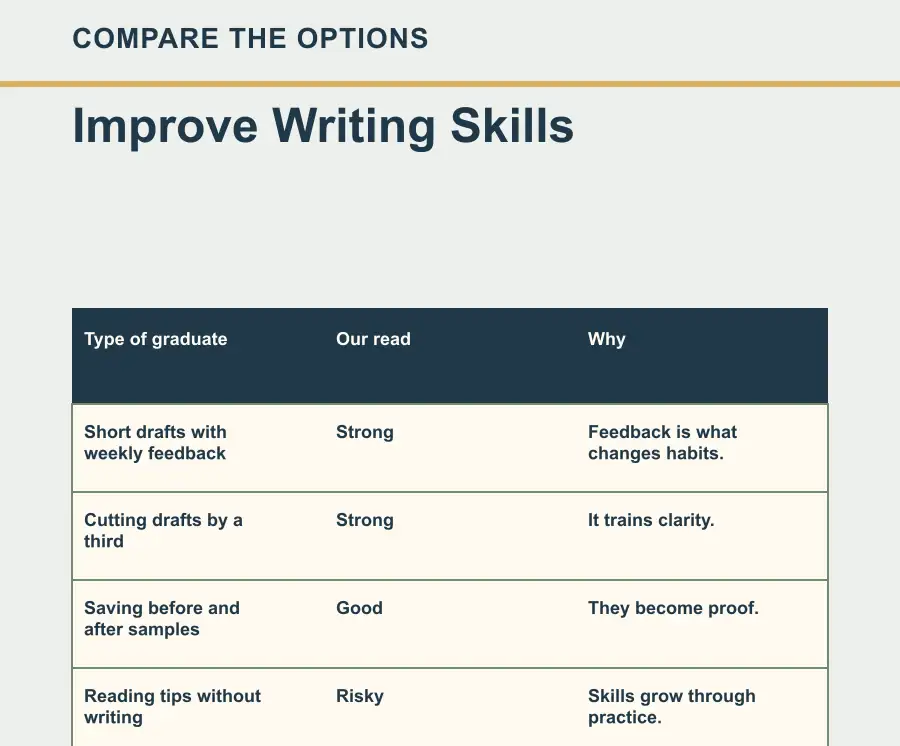 COMPARE THE OPTIONS
Improve Writing Skills
Type of graduate Our read Why
Short drafts with Strong Feedback is what
weekly feedback changes habits.
Cutting drafts by a Strong It trains clarity.
third
Saving before and Good They become proof.
after samples
Reading tips without Risky Skills grow through
writing practice.